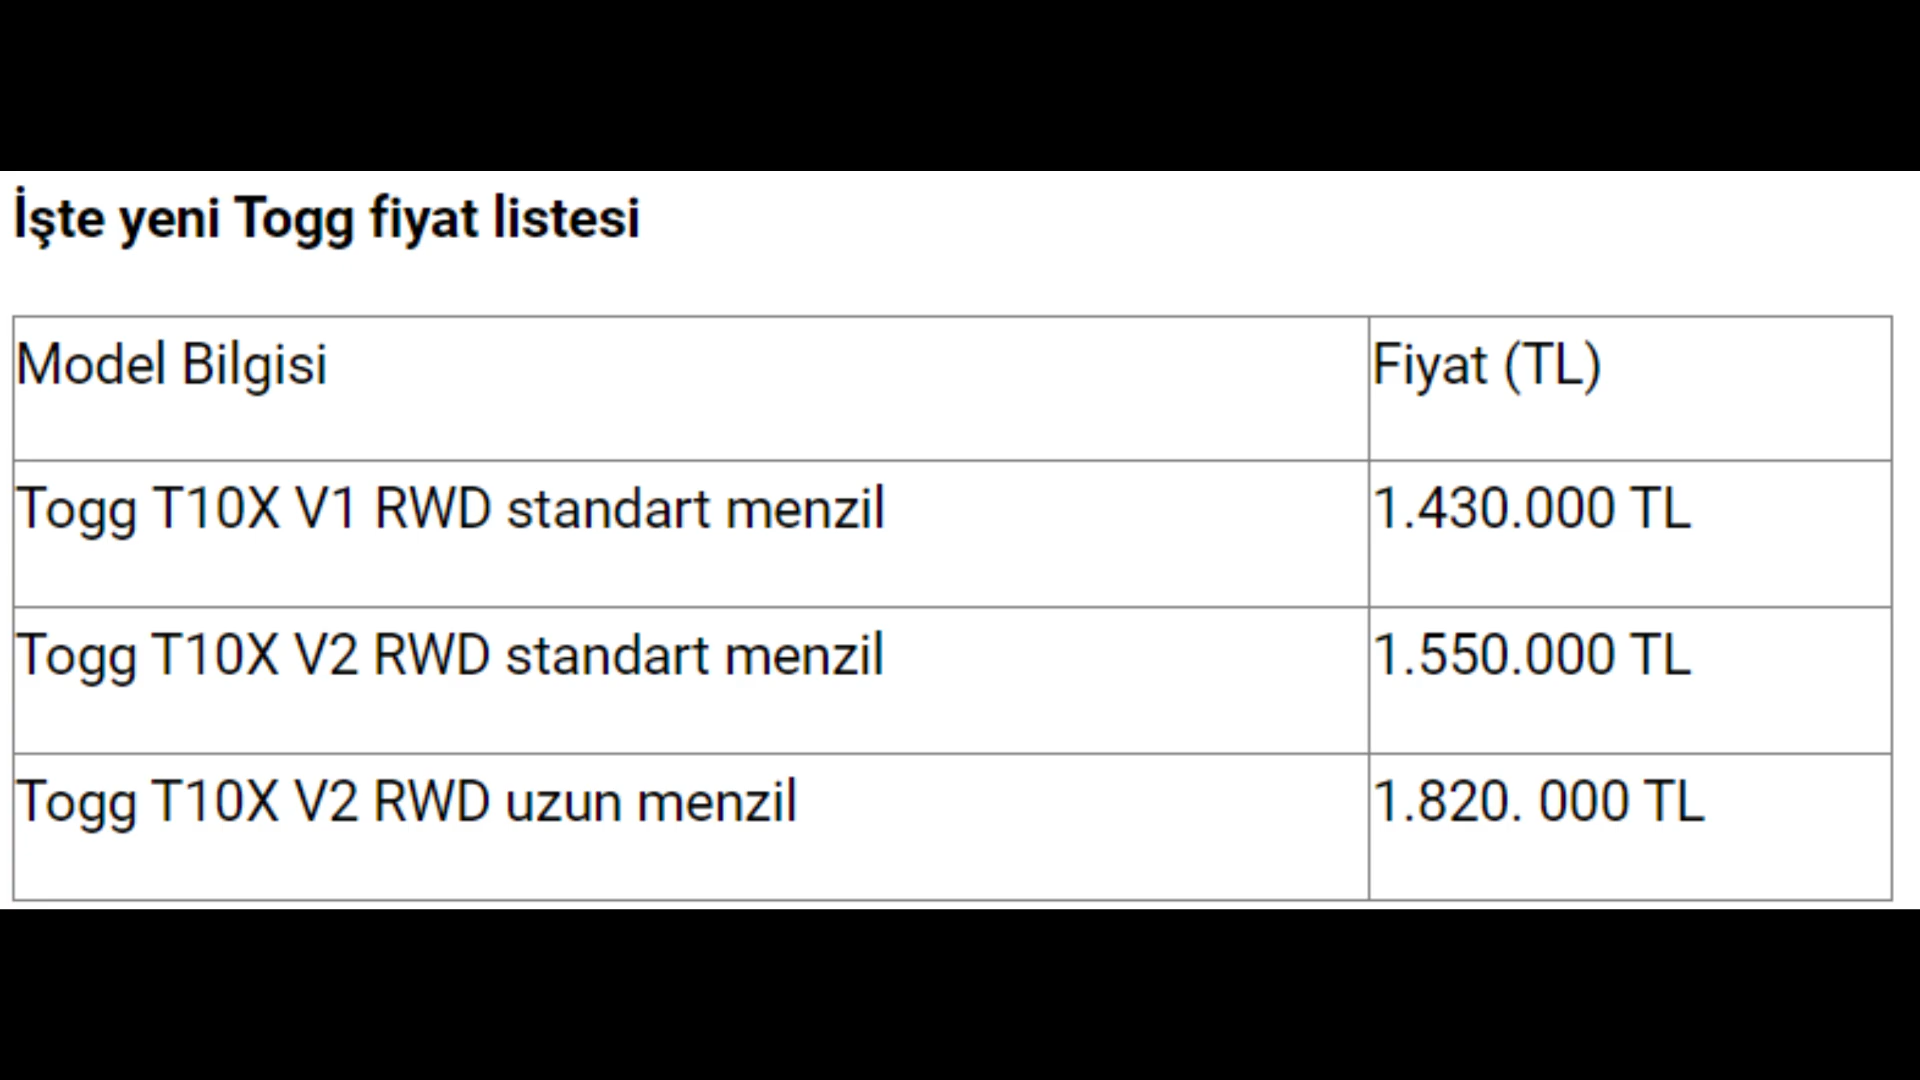 İşte yeni Togg fiyat listesi
Model Bilgisi Fiyat (TL)
Togg T10X V1 RWD standart menzil 1.430.000 TL
Togg T10X V2 RWD standart menzil 1.550.000 TL
Togg T10X V2 RWD uzun menzil 1.820. 000 TL